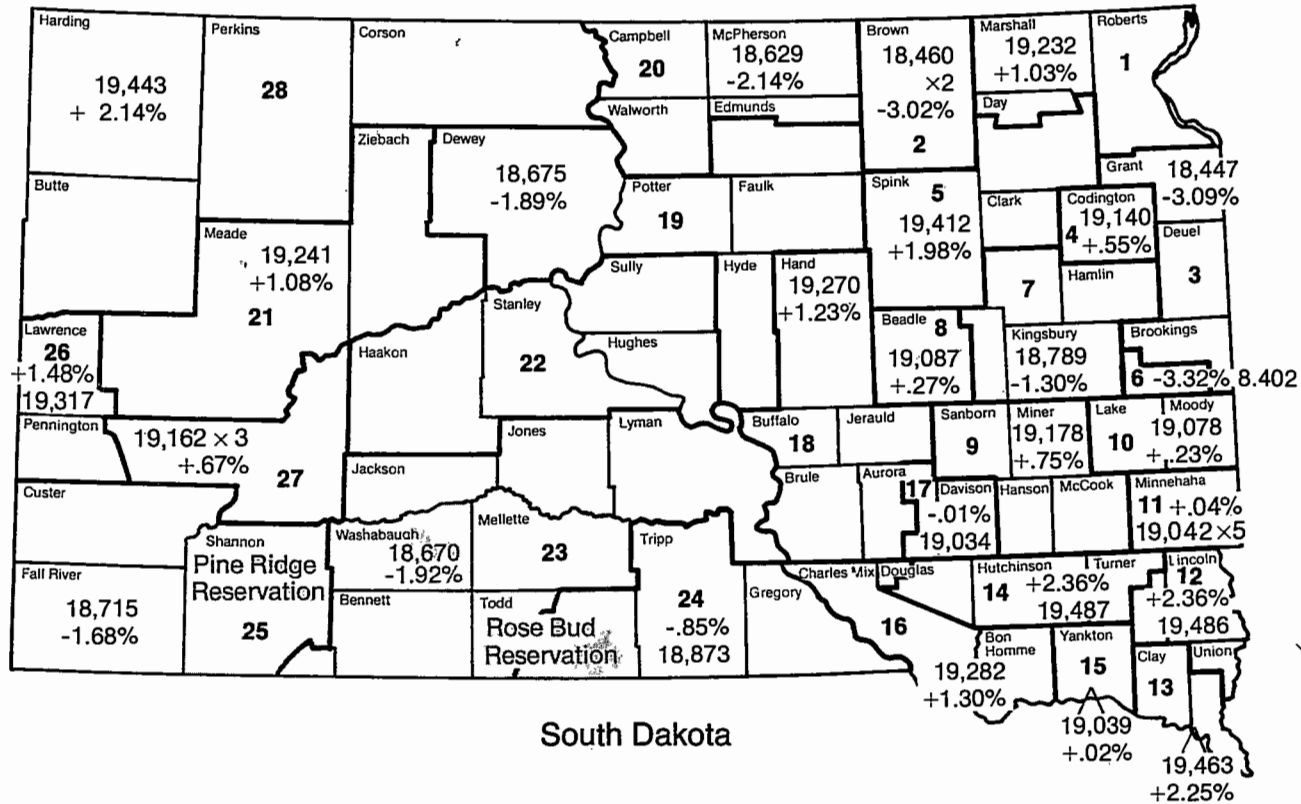 Harding
Perkins
Corson
Campbell
McPherson
Brown
Marshall
Roberts
19,443
+ 2.14%
28
20
18,629
-2.14%
18,460
×2
-3.02%
2
19,232
+1.03%
1
Walworth
Edmunds
Day
Ziebach
Dewey
18,675
-1.89%
Grant
18,447
-3.09%
Butte
Potter
19
Faulk
Spink
5
19,412
+1.98%
Clark
Codington
4
19,140
+.55%
Deuel
3
Meade
19,241
+1.08%
21
Sully
Hyde
Hand
19,270
+1.23%
7
Hamlin
Stanley
22
Lawrence
26
+1.48%
19,317
Haakon
Hughes
Beadle
8
19,087
+.27%
Kingsbury
18,789
-1.30%
Brookings
6
-3.32%
8.402
Pennington
19,162 × 3
+.67%
27
Jones
Lyman
Buffalo
18
Jerauld
Sanborn
9
Miner
19,178
+.75%
Lake
10
Moody
19,078
+.23%
Jackson
Custer
Brule
Aurora
17
Davison
-.01%
19,034
Hanson
McCook
Minnehaha
11
+.04%
19,042 ×5
Shannon
Pine Ridge
Reservation
25
Washabaugh
18,670
-1.92%
Mellette
23
Tripp
24
-.85%
18,873
Fall River
18,715
-1.68%
Bennett
Todd
Rose Bud
Reservation
Gregory
Charles Mix
Douglas
16
Hutchinson
14
+2.36%
19,487
Turner
Lincoln
12
+2.36%
19,486
Bon
Homme
19,282
+1.30%
Yankton
15
19,039
+.02%
Clay
13
Union
19,463
+2.25%
South Dakota